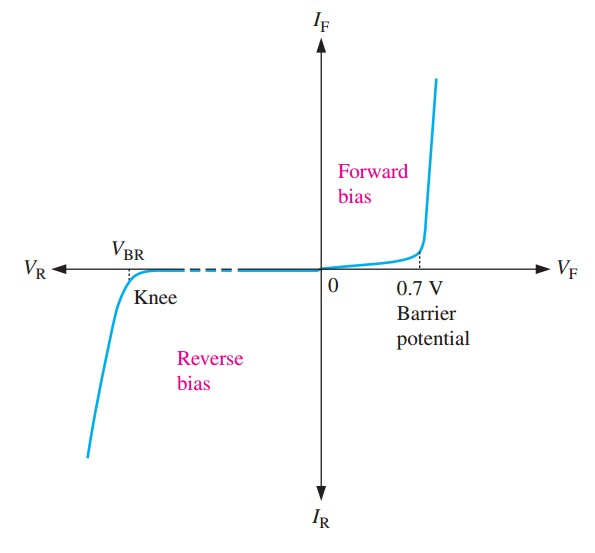 I_F
Forward
bias
V_BR
V_R
V_F
0
0.7 V
Knee
Barrier
potential
Reverse
bias
I_R